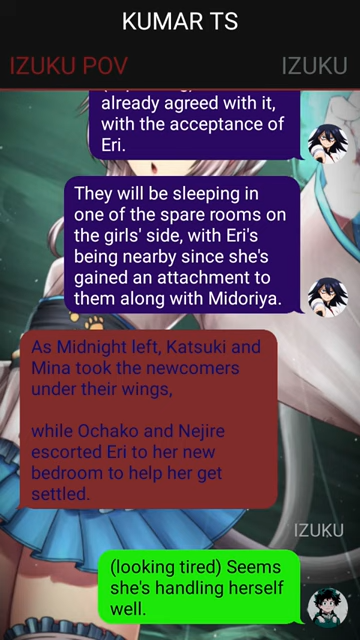 KUMAR TS
IZUKU POV
IZUKU
already agreed with it,
with the acceptance of
Eri.
They will be sleeping in
one of the spare rooms on
the girls' side, with Eri's
being nearby since she's
gained an attachment to
them along with Midoriya.
As Midnight left, Katsuki and
Mina took the newcomers
under their wings,
while Ochako and Nejire
escorted Eri to her new
bedroom to help her get
settled.
IZUKU
(looking tired) Seems
she's handling herself
well.